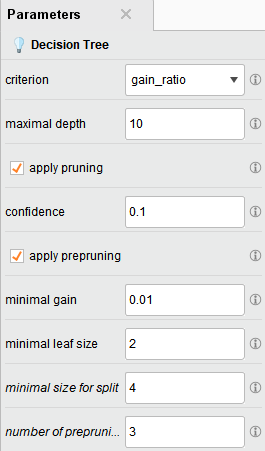 Parameters
Decision Tree
criterion gain_ratio
maximal depth 10
apply pruning
confidence 0.1
apply prepruning
minimal gain 0.01
minimal leaf size 2
minimal size for split 4
number of prepruni... 3